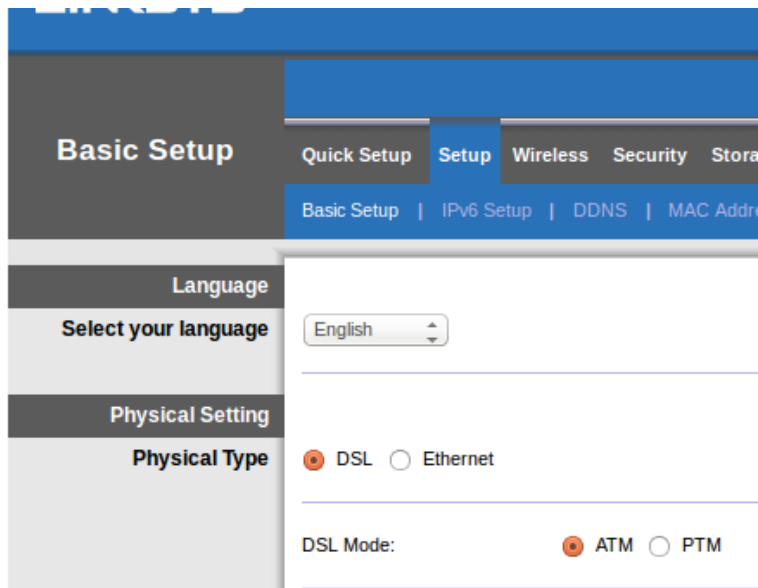 Basic Setup
Quick Setup Setup Wireless Security
Basic Setup | IPv6 Setup | DDNS | MAC
Language
Select your language English
Physical Setting
Physical Type DSL Ethernet
DSL Mode: ATM PTM